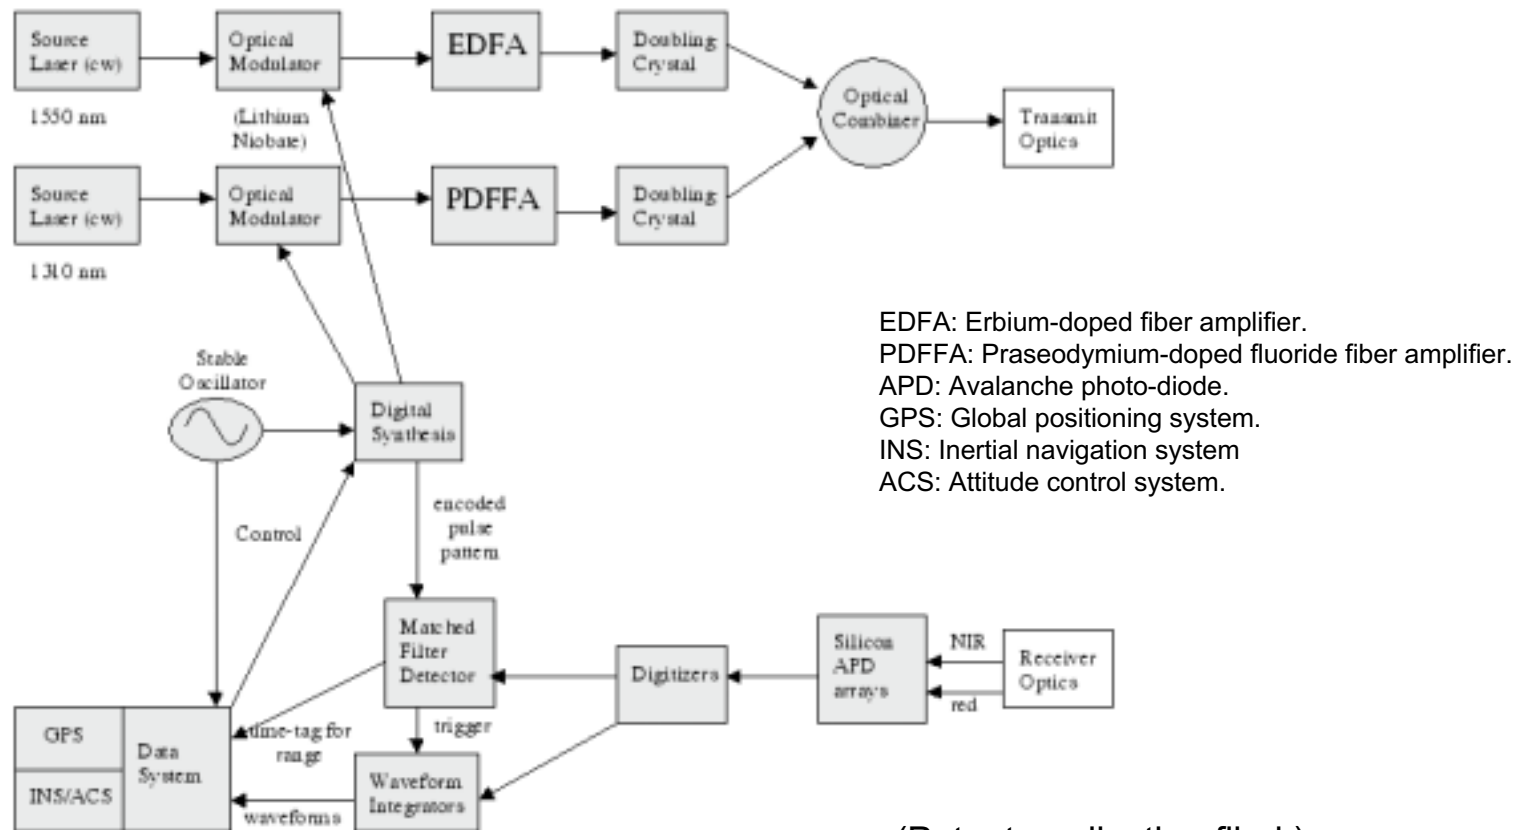 Source
Laser (cw)
Optical
Modulator
EDFA
Doubling
Crystal
1550 nm
(Lithium
Niobate)
Optical
Combiner
Transmit
Optics
Source
Laser (cw)
Optical
Modulator
PDFFA
Doubling
Crystal
1310 nm
EDFA: Erbium-doped fiber amplifier.
PDFFA: Praseodymium-doped fluoride fiber amplifier.
APD: Avalanche photo-diode.
GPS: Global positioning system.
INS: Inertial navigation system
ACS: Attitude control system.
Stable
Oscillator
Digital
Synthesis
Control
encoded
pulse
pattern
Matched
Filter
Detector
Digitizers
Silicon
APD
arrays
NIR
red
Receiver
Optics
trigger
time-tag for
range
GPS
INS/ACS
Data
System
Waveform
Integrators
waveforms